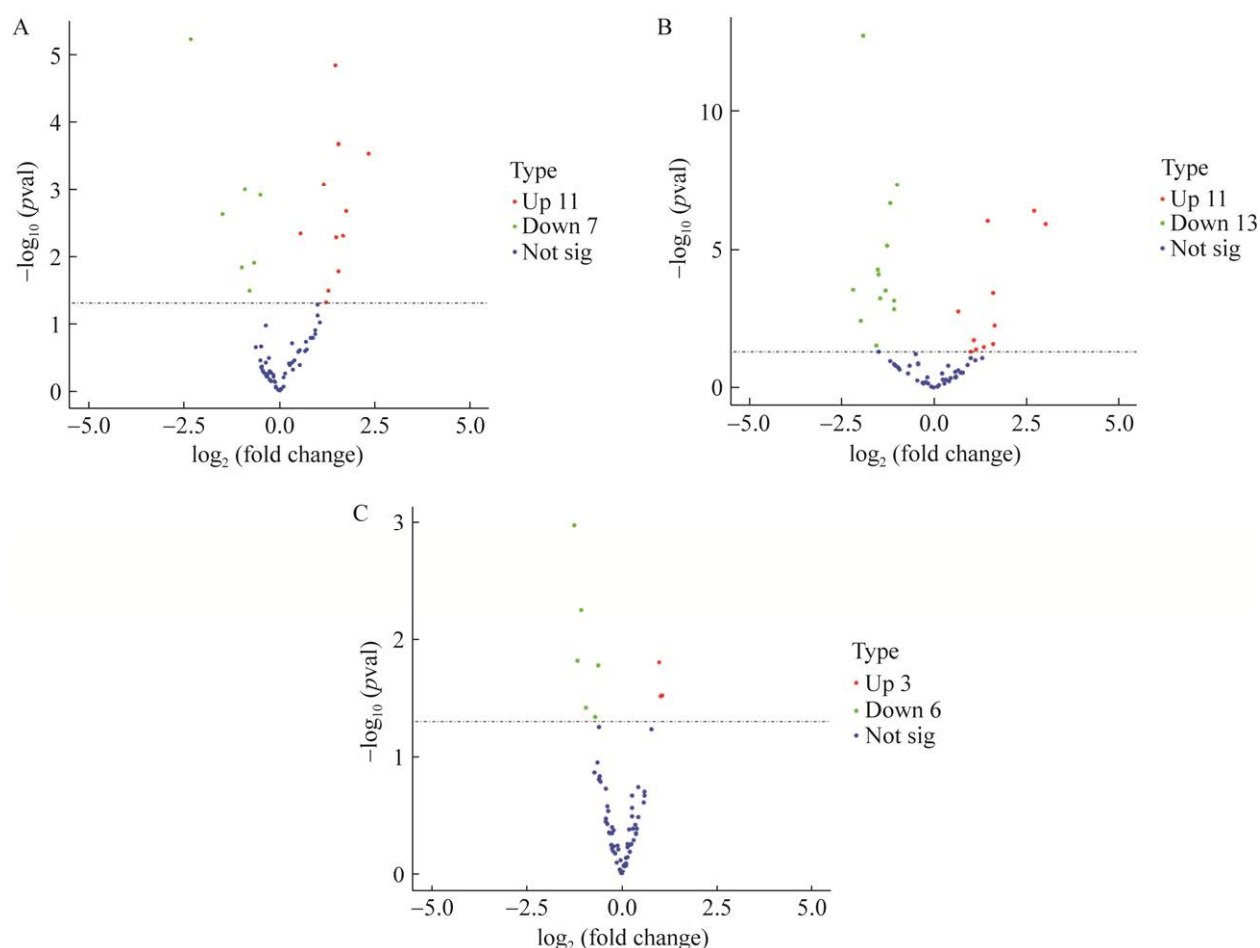 A
5
4
3
2
1
0
−log10 (pval)
−5.0 −2.5 0.0 2.5 5.0
log2 (fold change)
Type
Up 11
Down 7
Not sig
B
10
5
0
−log10 (pval)
−5.0 −2.5 0.0 2.5 5.0
log2 (fold change)
Type
Up 11
Down 13
Not sig
C
3
2
1
0
−log10 (pval)
−5.0 −2.5 0.0 2.5 5.0
log2 (fold change)
Type
Up 3
Down 6
Not sig